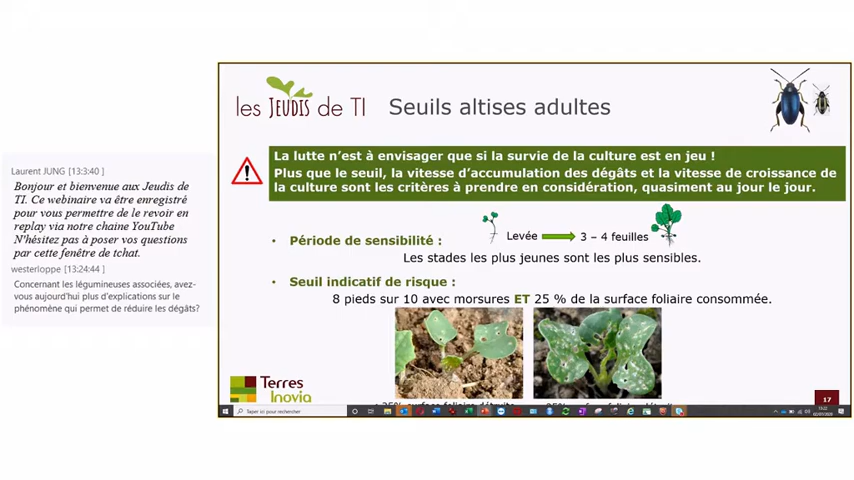 Laurent JUNG [13:3:40]
Bonjour et bienvenue aux Jeudis de
TI. Ce webinaire va être enregistré
pour vous permettre de le revoir en
replay via notre chaine YouTube
N'hésitez pas à poser vos questions
par cette fenêtre de tchat.
westerloppe [13:24:44]
Concernant les légumineuses associées, avez-
vous aujourd'hui plus d'explications sur le
phénomène qui permet de réduire les dégâts?
les JEUDIS de TI
Seuils altises adultes
La lutte n'est à envisager que si la survie de la culture est en jeu !
Plus que le seuil, la vitesse d'accumulation des dégâts et la vitesse de croissance de
la culture sont les critères à prendre en considération, quasiment au jour le jour.
• Période de sensibilité :
Levée
3 – 4 feuilles
Les stades les plus jeunes sont les plus sensibles.
• Seuil indicatif de risque :
8 pieds sur 10 avec morsures ET 25 % de la surface foliaire consommée.
Terres
Inovia
17
Taper ici pour rechercher